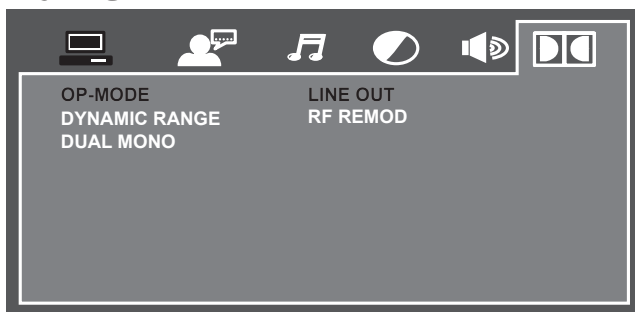 OP-MODE
DYNAMIC RANGE
DUAL MONO
LINE OUT
RF REMOD